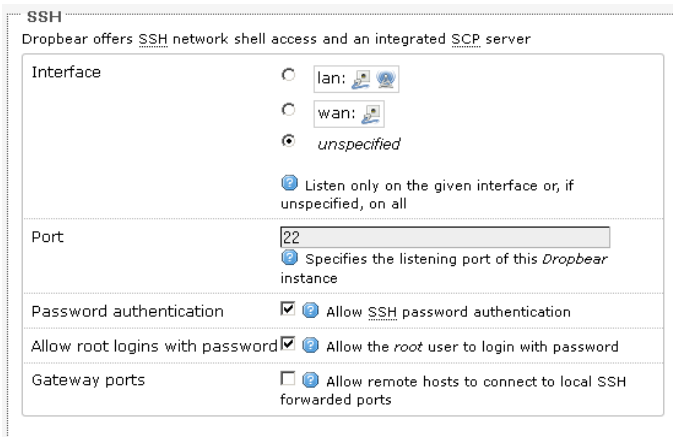 SSH
Dropbear offers SSH network shell access and an integrated SCP server
Interface
lan:
wan:
unspecified
Listen only on the given interface or, if
unspecified, on all
Port
22
Specifies the listening port of this Dropbear
instance
Password authentication
Allow SSH password authentication
Allow root logins with password
Allow the root user to login with password
Gateway ports
Allow remote hosts to connect to local SSH
forwarded ports